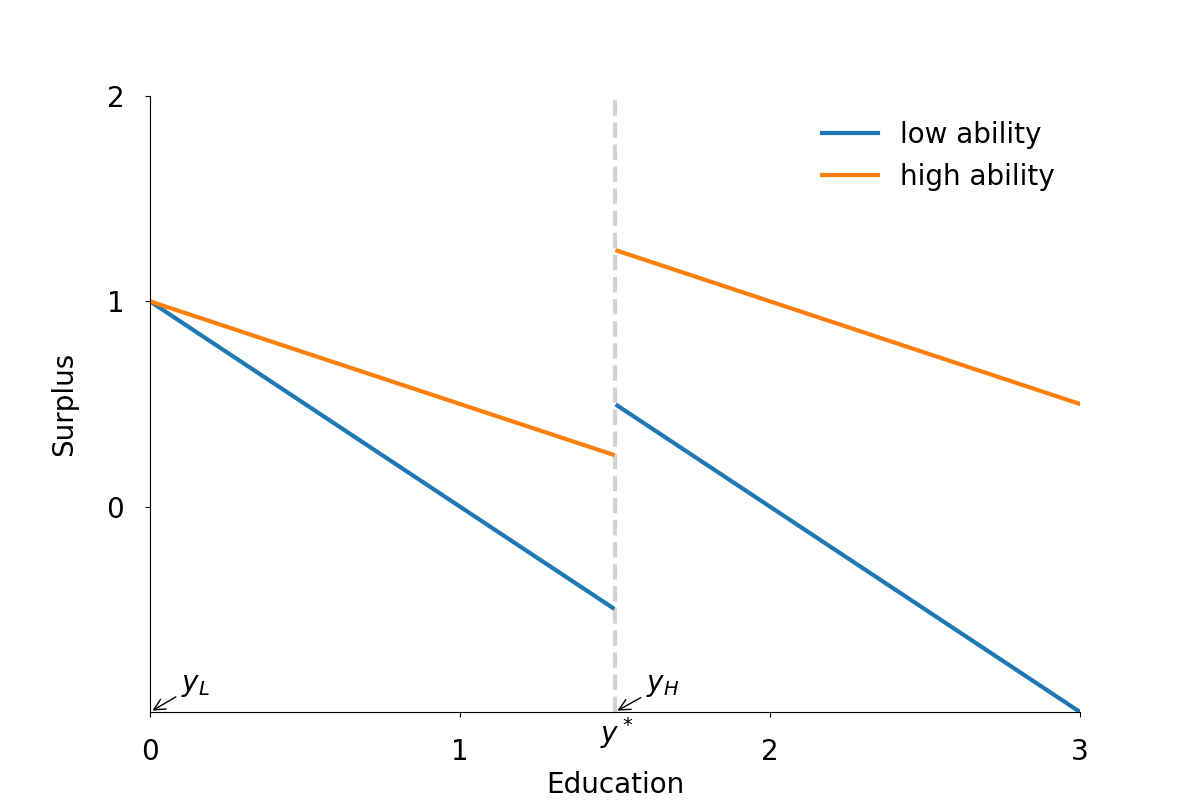 2
low ability
high ability
1
Surplus
0
y_L
y_H
y*
0 1 2 3
Education